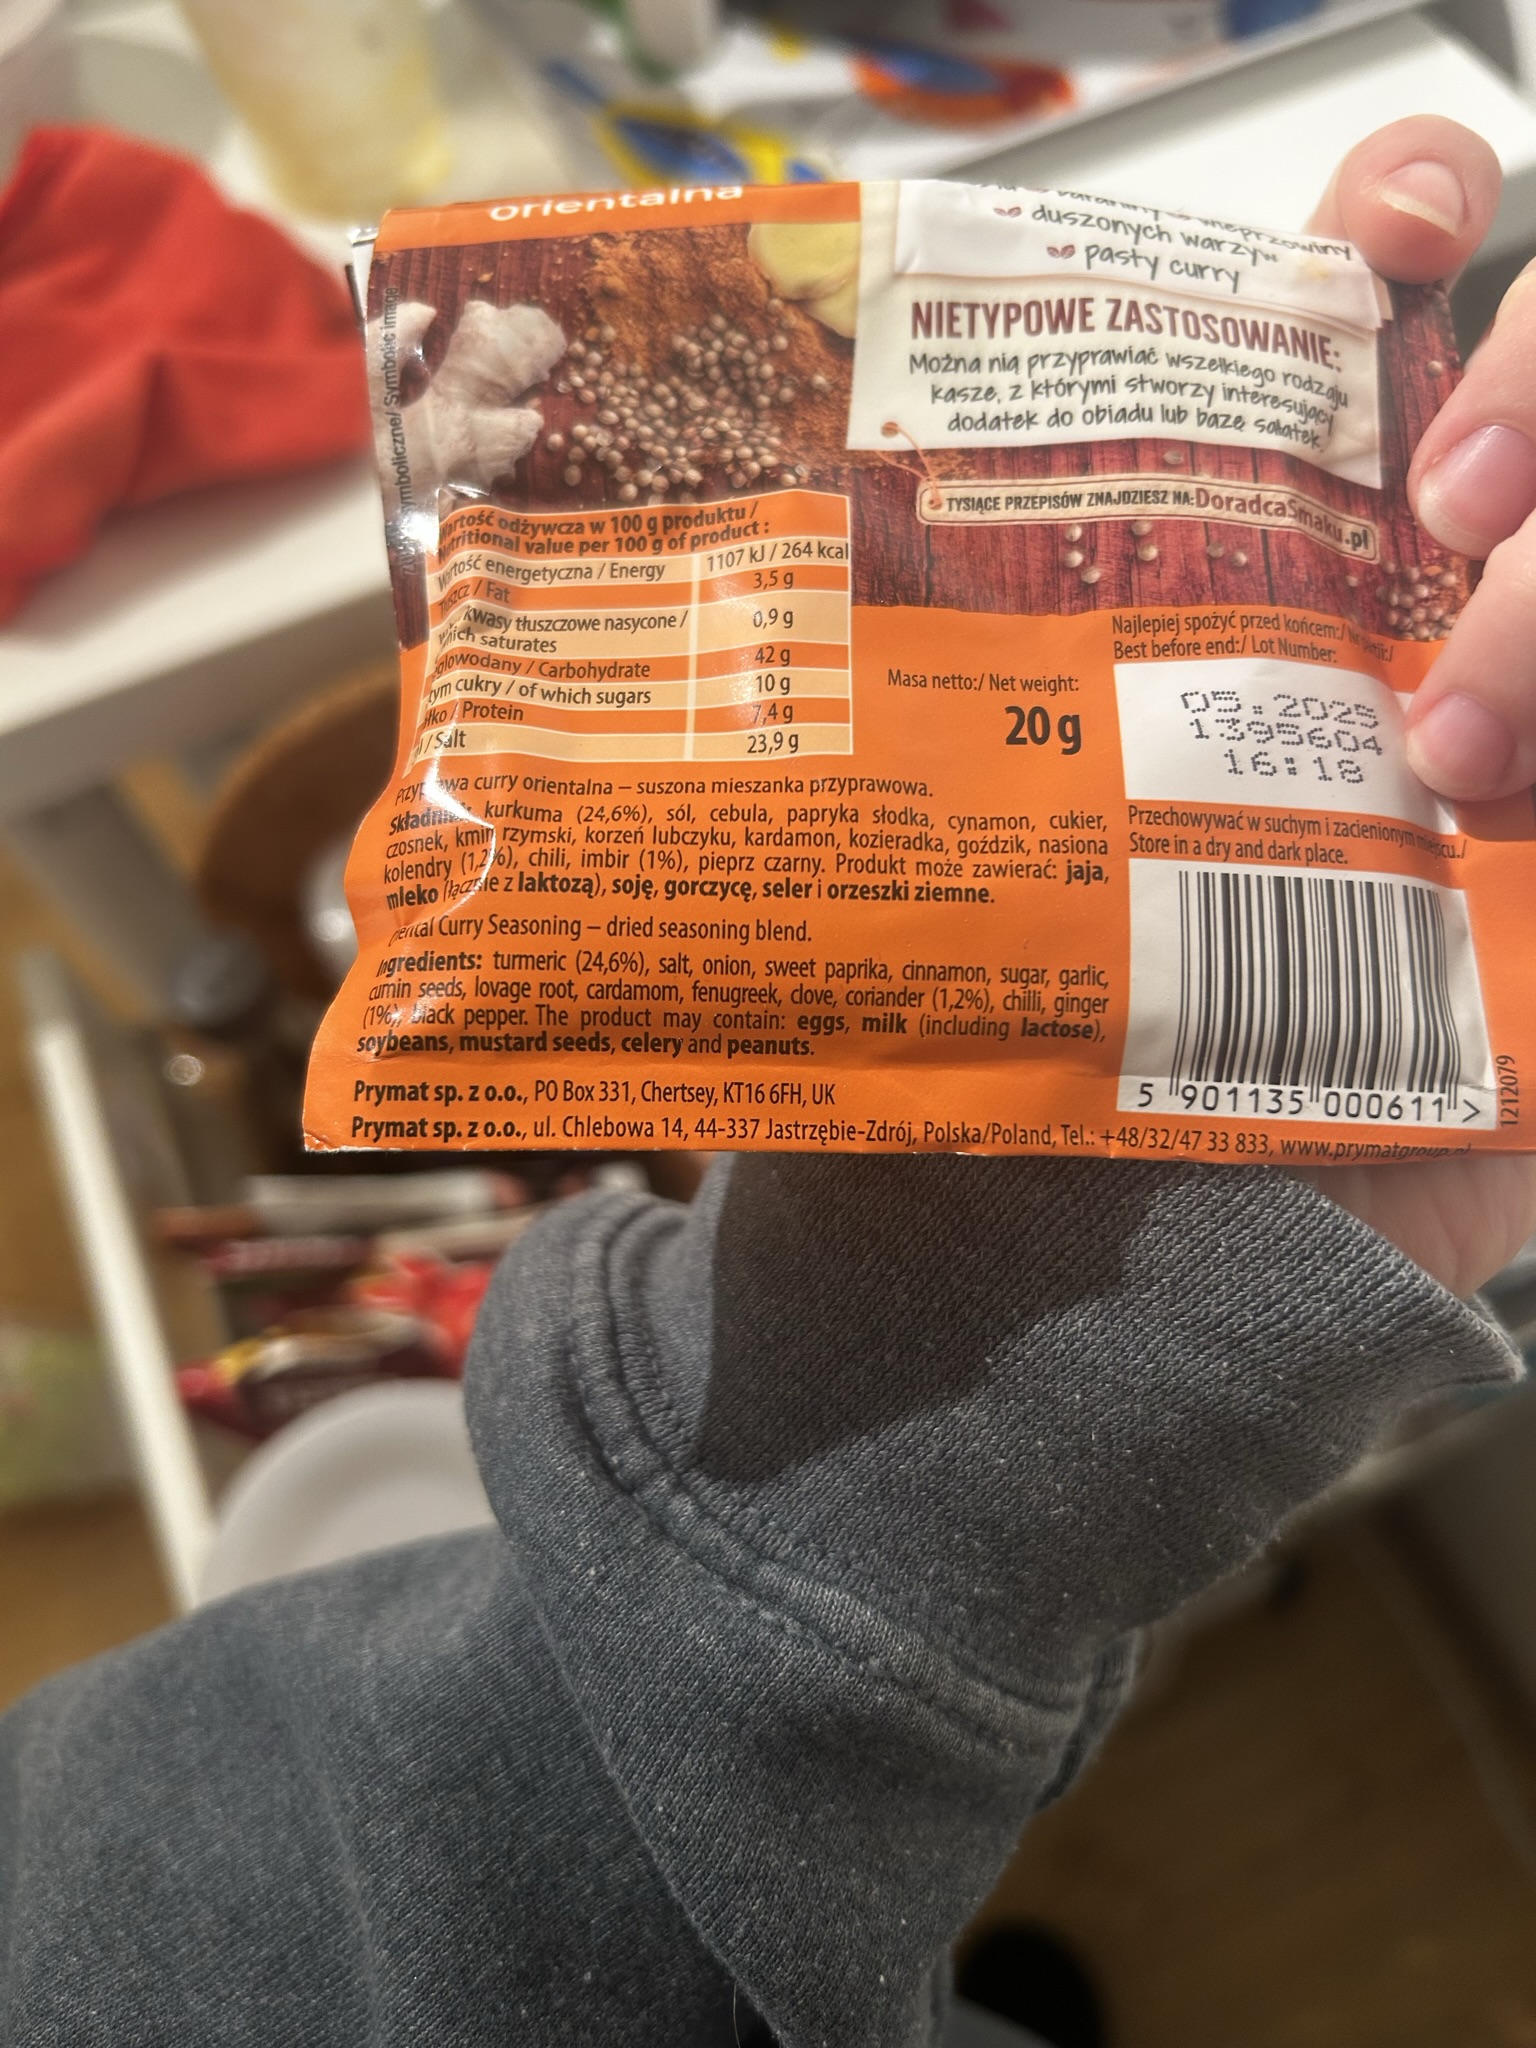 orientalna
duszonych warzyw
pasty curry
NIETYPOWE ZASTOSOWANIE:
Można nią przyprawiać wszelkiego rodzaju
kasze, z którymi stworzy interesujący
dodatek do obiadu lub bazę sałatek.
TYSIĄCE PRZEPISÓW ZNAJDZIESZ NA: DoradcaSmaku.pl
symboliczne/ Symbolic image
odżywcza w 100 g produktu /
Nutritional value per 100 g of product :
Wartość energetyczna / Energy 1107 kJ / 264 kcal
/ Fat 3,5 g
kwasy tłuszczowe nasycone / 0,9 g
which saturates
/ Carbohydrate 42 g
tym cukry / of which sugars 10 g
/ Protein 7,4 g
/ Salt 23,9 g
Masa netto:/ Net weight:
20 g
Najlepiej spożyć przed końcem:/
Best before end:/ Lot Number:
05.2025
1395604
16:18
Przechowywać w suchym i zacienionym miejscu./
Store in a dry and dark place.
curry orientalna – suszona mieszanka przyprawowa.
kurkuma (24,6%), sól, cebula, papryka słodka, cynamon, cukier,
czosnek, kmin rzymski, korzeń lubczyku, kardamon, kozieradka, goździk, nasiona
kolendry (1,2%), chili, imbir (1%), pieprz czarny. Produkt może zawierać: jaja,
mleko (łącznie z laktozą), soję, gorczycę, seler i orzeszki ziemne.
Curry Seasoning – dried seasoning blend.
Ingredients: turmeric (24,6%), salt, onion, sweet paprika, cinnamon, sugar, garlic,
cumin seeds, lovage root, cardamom, fenugreek, clove, coriander (1,2%), chilli, ginger
(1%), black pepper. The product may contain: eggs, milk (including lactose),
soybeans, mustard seeds, celery and peanuts.
Prymat sp. z o.o., PO Box 331, Chertsey, KT16 6FH, UK
Prymat sp. z o.o., ul. Chlebowa 14, 44-337 Jastrzębie-Zdrój, Polska/Poland, Tel.: +48/32/47 33 833, www.prymatgroup.pl
5 901135 000611 >
1212079